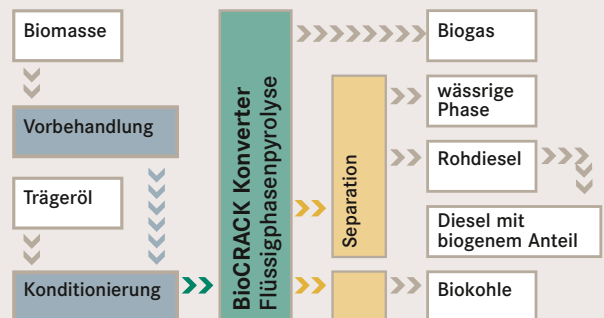 Biomasse
Vorbehandlung
Trägeröl
Konditionierung
BioCRACK Konverter
Flüssigphasenpyrolyse
Separation
Biogas
wässrige
Phase
Rohdiesel
Diesel mit
biogenem Anteil
Biokohle